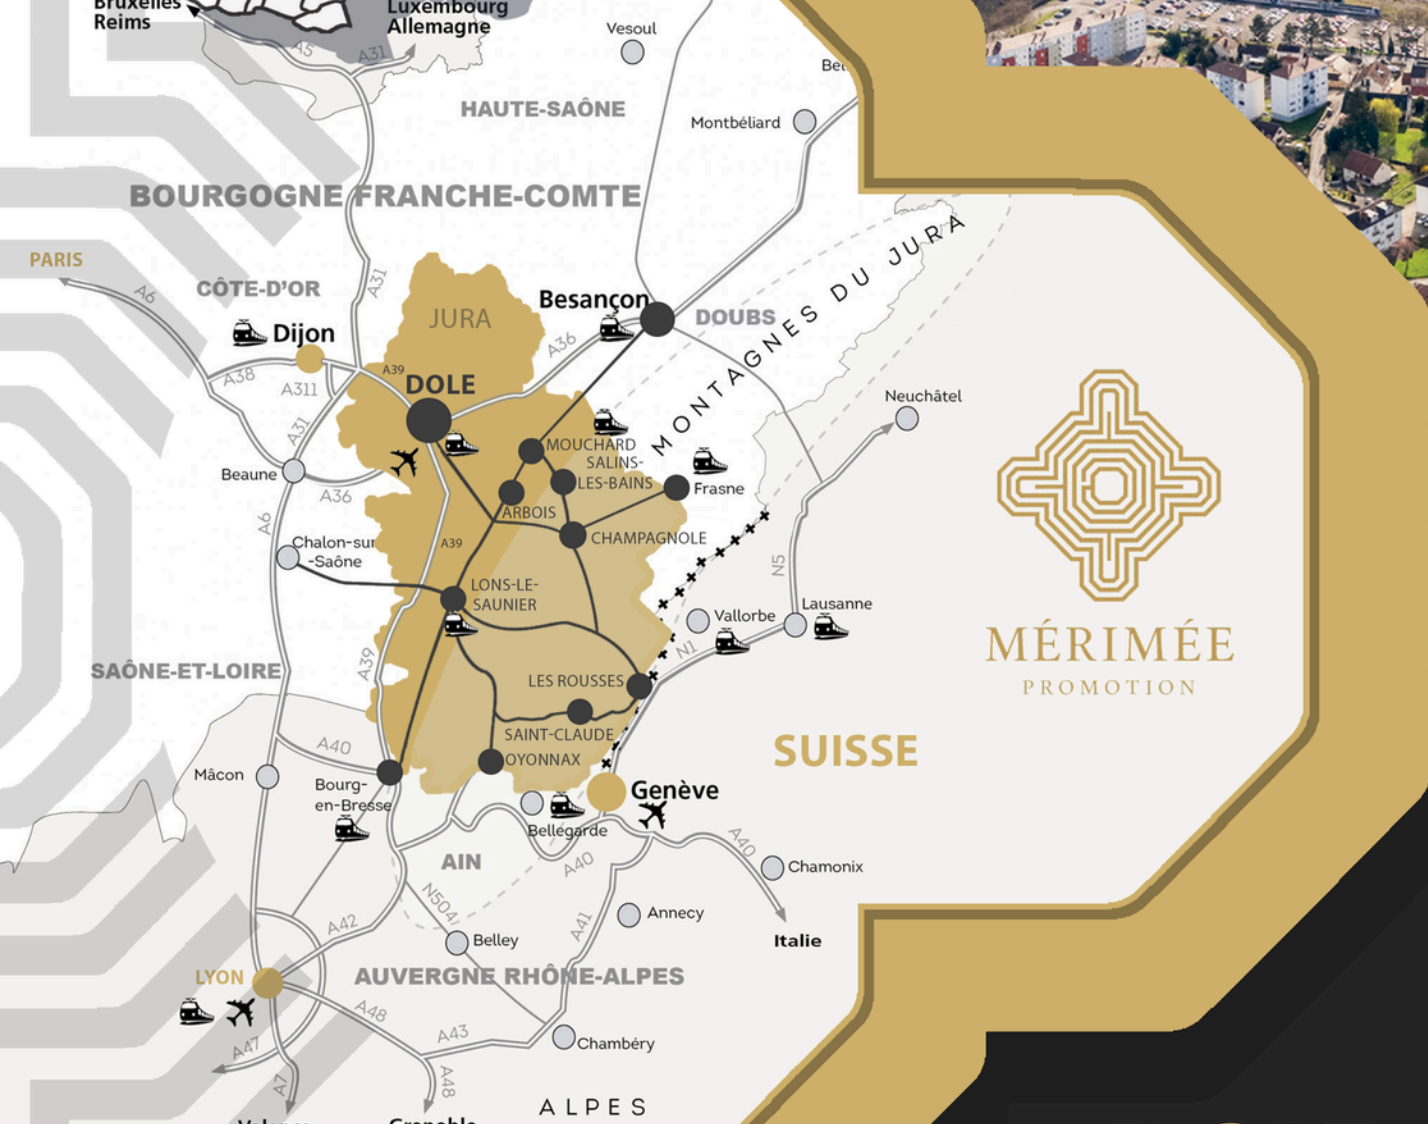 Bruxelles
Reims
Luxembourg
Allemagne
A5
A31
Vesoul
HAUTE-SAÔNE
Montbéliard
BOURGOGNE FRANCHE-COMTE
PARIS
A6
CÔTE-D'OR
A31
JURA
Besançon
DOUBS
MONTAGNES DU JURA
Dijon
A38
A311
A39
DOLE
A36
Neuchâtel
A31
Beaune
A36
MOUCHARD
SALINS-
LES-BAINS
Frasne
ARBOIS
A6
Chalon-sur
-Saône
A39
CHAMPAGNOLE
N5
LONS-LE-
SAUNIER
Vallorbe
Lausanne
N1
SAÔNE-ET-LOIRE
A39
LES ROUSSES
MÉRIMÉE
PROMOTION
SAINT-CLAUDE
SUISSE
A40
OYONNAX
Mâcon
Bourg-
en-Bresse
Genève
Bellegarde
AIN
A40
A40
Chamonix
N504
A42
A41
Annecy
Belley
Italie
LYON
AUVERGNE RHÔNE-ALPES
A48
A43
Chambéry
A47
A7
A48
ALPES
Grenoble